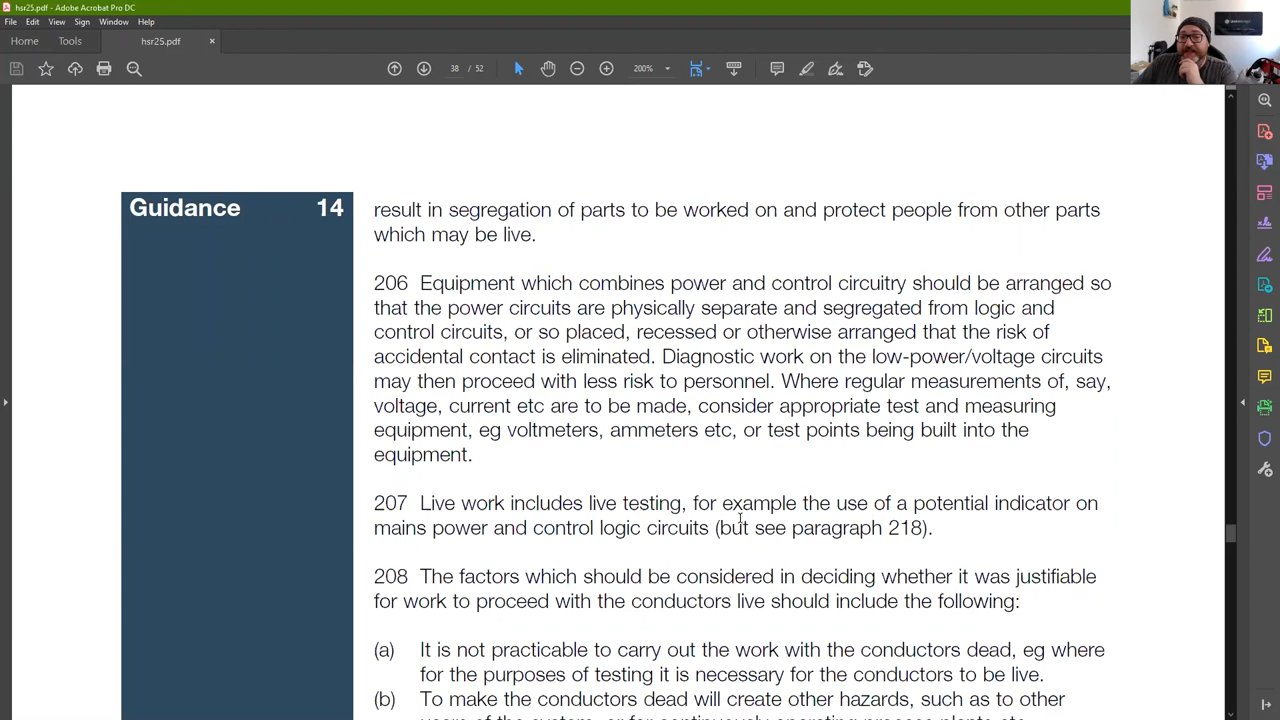 hsr25.pdf - Adobe Acrobat Pro DC
File Edit View Sign Window Help
Home Tools hsr25.pdf ×
38 / 52 200%
Guidance 14
result in segregation of parts to be worked on and protect people from other parts
which may be live.
206 Equipment which combines power and control circuitry should be arranged so
that the power circuits are physically separate and segregated from logic and
control circuits, or so placed, recessed or otherwise arranged that the risk of
accidental contact is eliminated. Diagnostic work on the low-power/voltage circuits
may then proceed with less risk to personnel. Where regular measurements of, say,
voltage, current etc are to be made, consider appropriate test and measuring
equipment, eg voltmeters, ammeters etc, or test points being built into the
equipment.
207 Live work includes live testing, for example the use of a potential indicator on
mains power and control logic circuits (but see paragraph 218).
208 The factors which should be considered in deciding whether it was justifiable
for work to proceed with the conductors live should include the following:
(a) It is not practicable to carry out the work with the conductors dead, eg where
for the purposes of testing it is necessary for the conductors to be live.
(b) To make the conductors dead will create other hazards, such as to other
users of the system, or for continuously operating process plants etc.